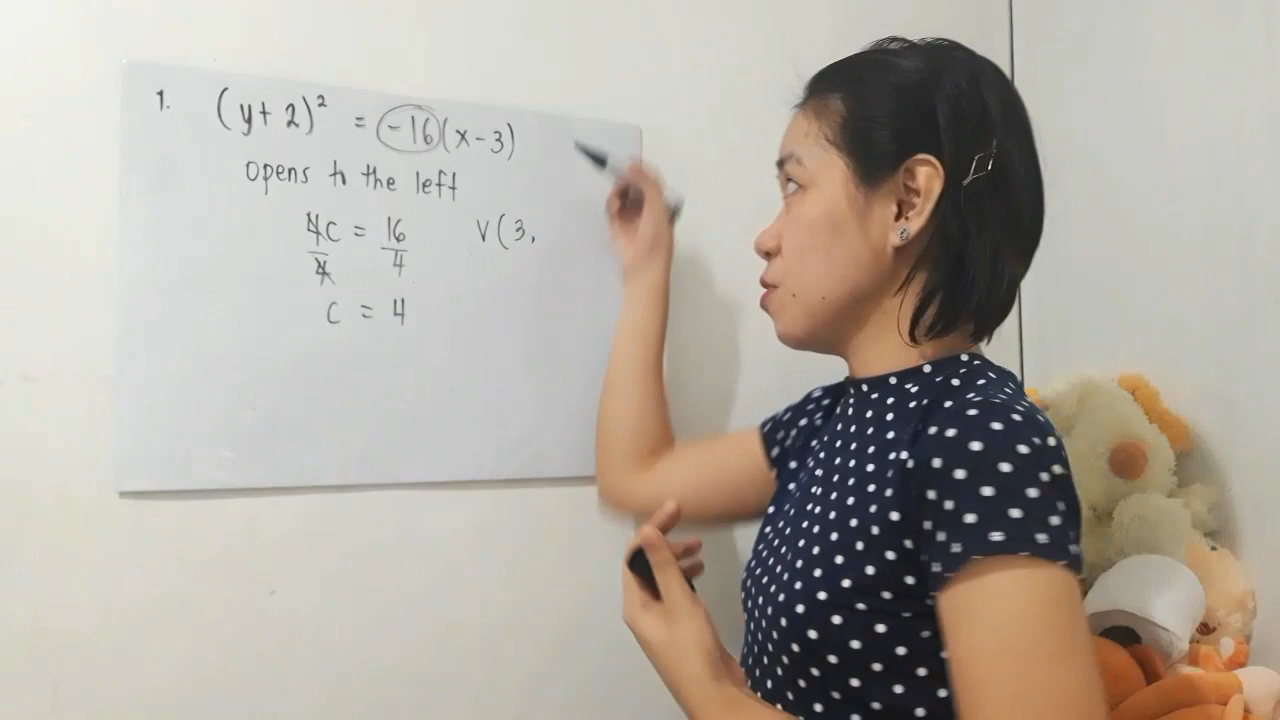 1. (y+2)² = -16(x-3)
opens to the left
4c = 16 V(3,
4 4
c = 4